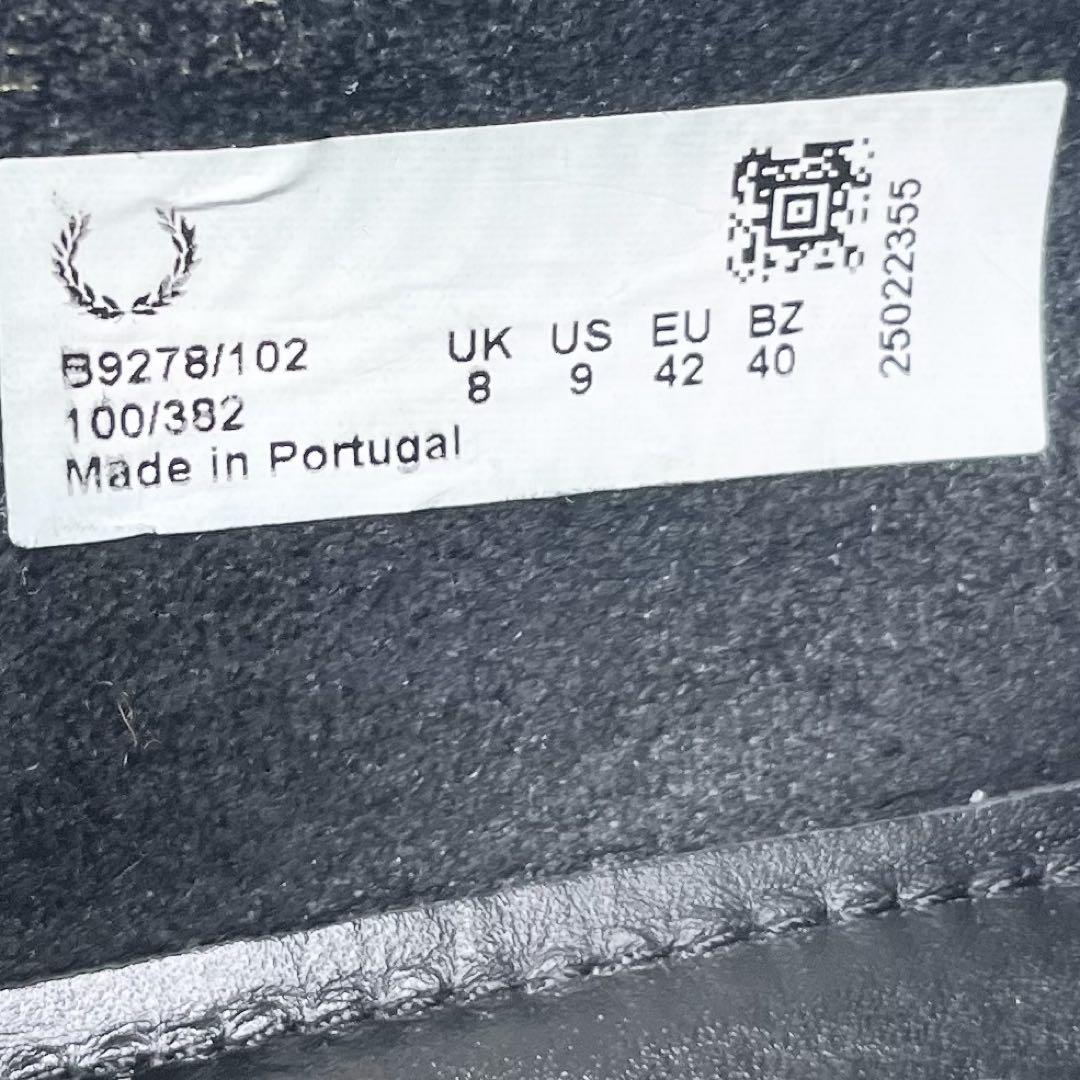 B9278/102
100/382
Made in Portugal
UK US EU BZ
8 9 42 40
25022355